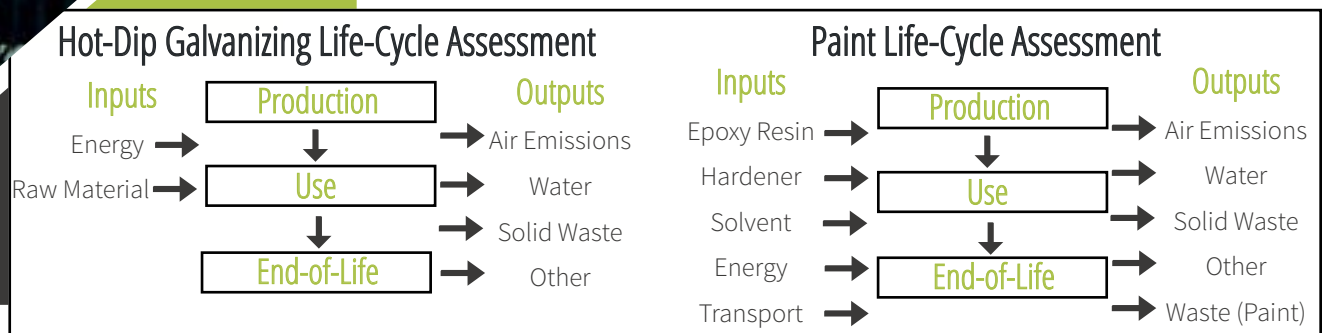 Hot-Dip Galvanizing Life-Cycle Assessment
Inputs
Production
Outputs
Energy
Air Emissions
Raw Material
Use
Water
Solid Waste
End-of-Life
Other
Paint Life-Cycle Assessment
Inputs
Production
Outputs
Epoxy Resin
Air Emissions
Hardener
Use
Water
Solvent
Solid Waste
Energy
End-of-Life
Other
Transport
Waste (Paint)